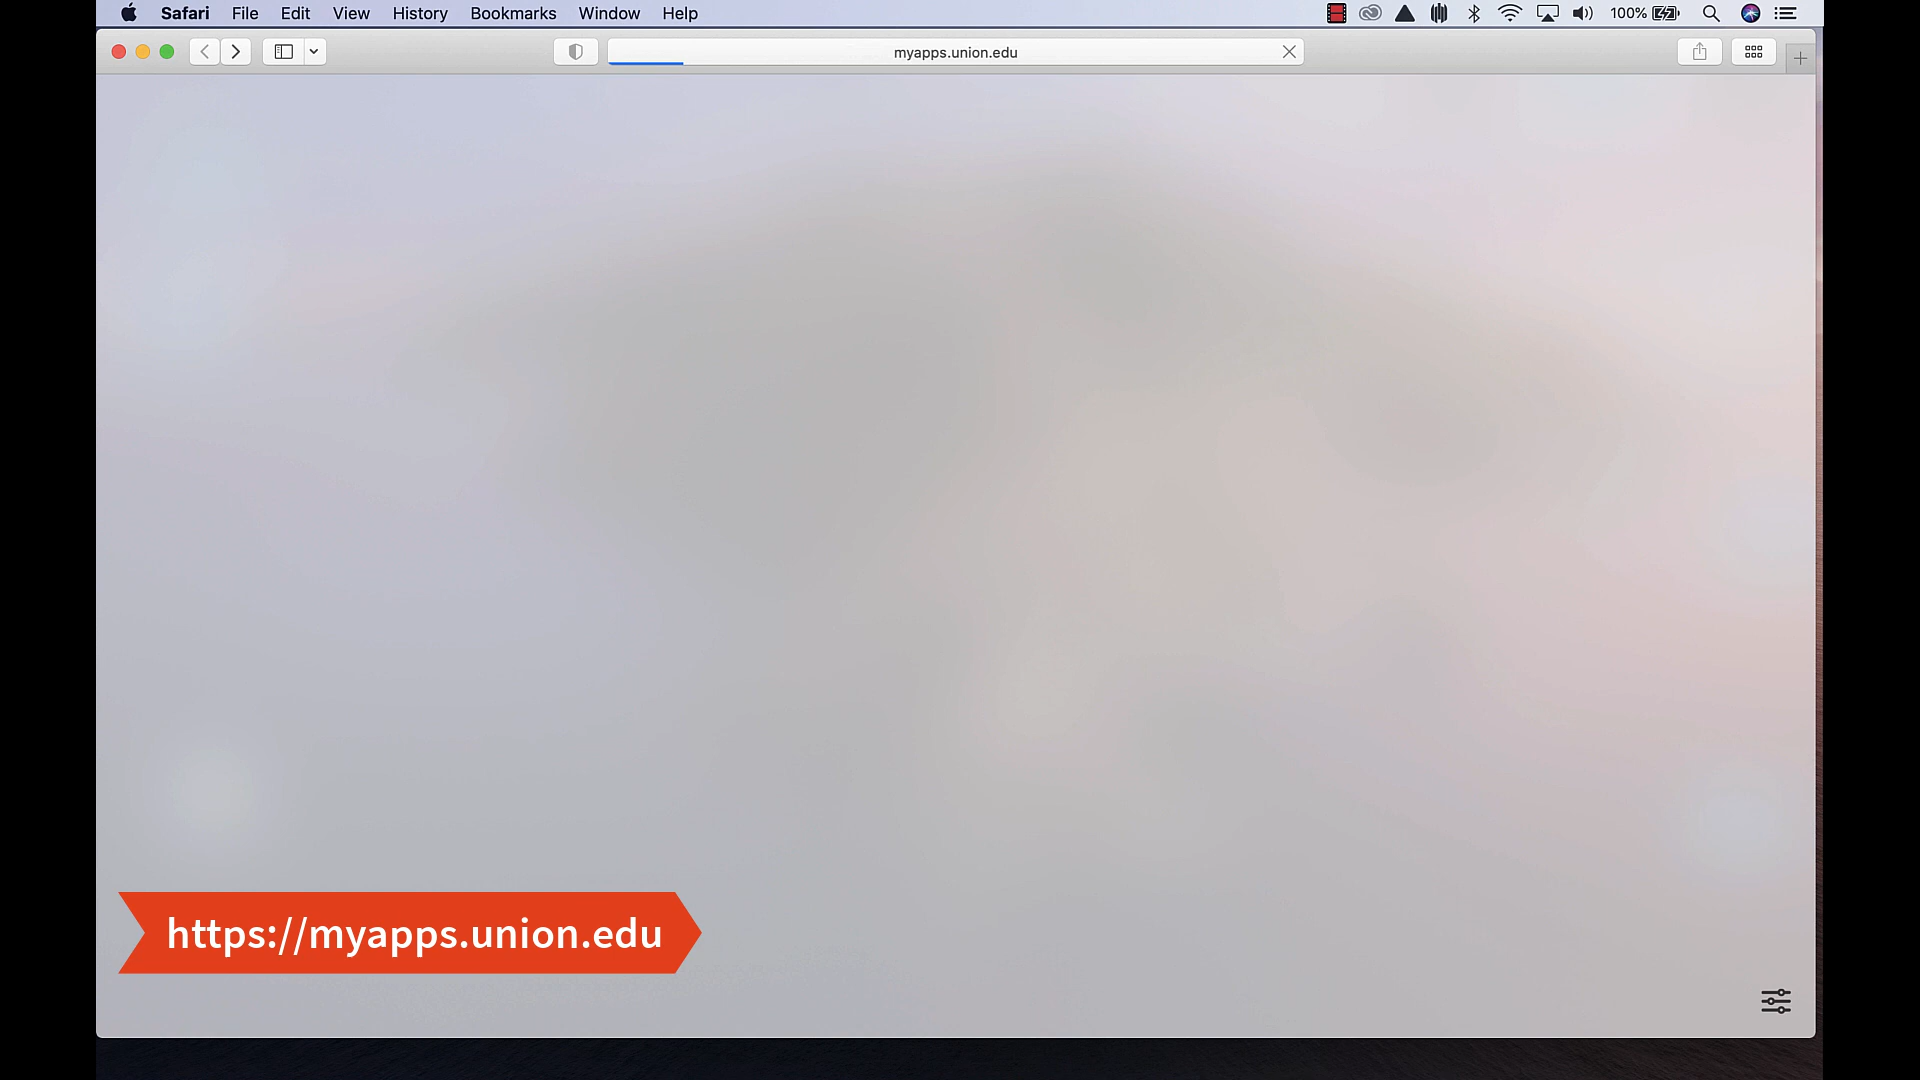 Safari File Edit View History Bookmarks Window Help 100%
myapps.union.edu
https://myapps.union.edu